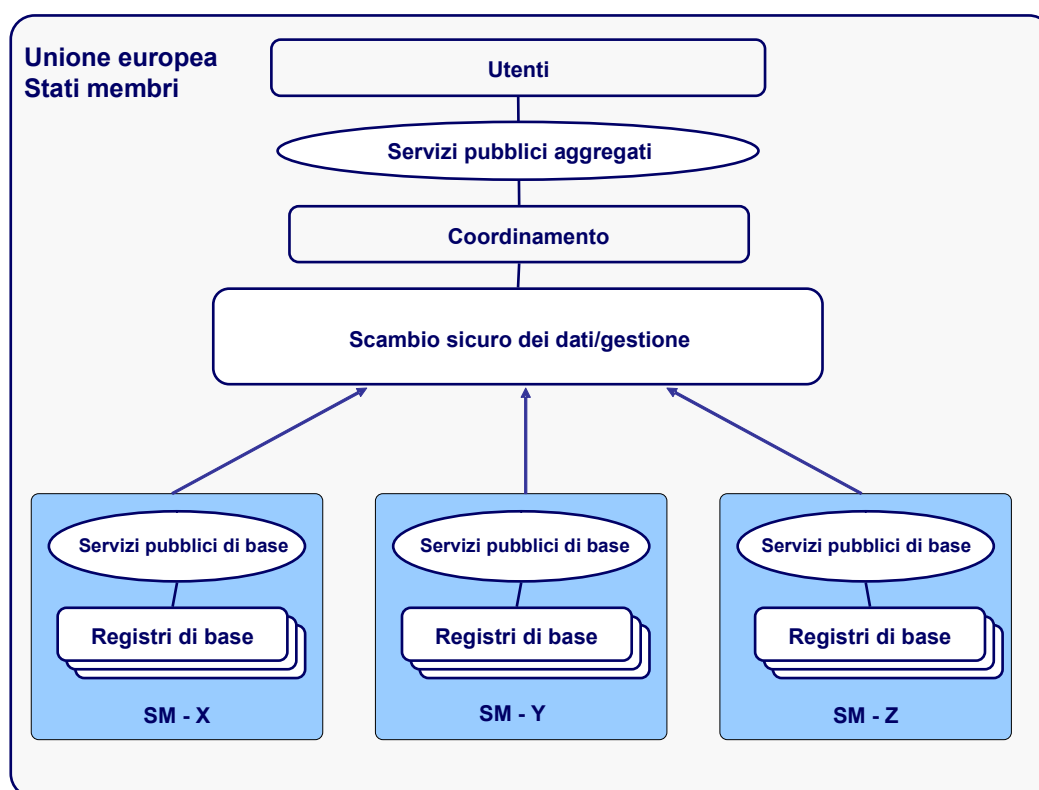 Unione europea
Stati membri
Utenti
Servizi pubblici aggregati
Coordinamento
Scambio sicuro dei dati/gestione
Servizi pubblici di base
Servizi pubblici di base
Servizi pubblici di base
Registri di base
Registri di base
Registri di base
SM - X
SM - Y
SM - Z